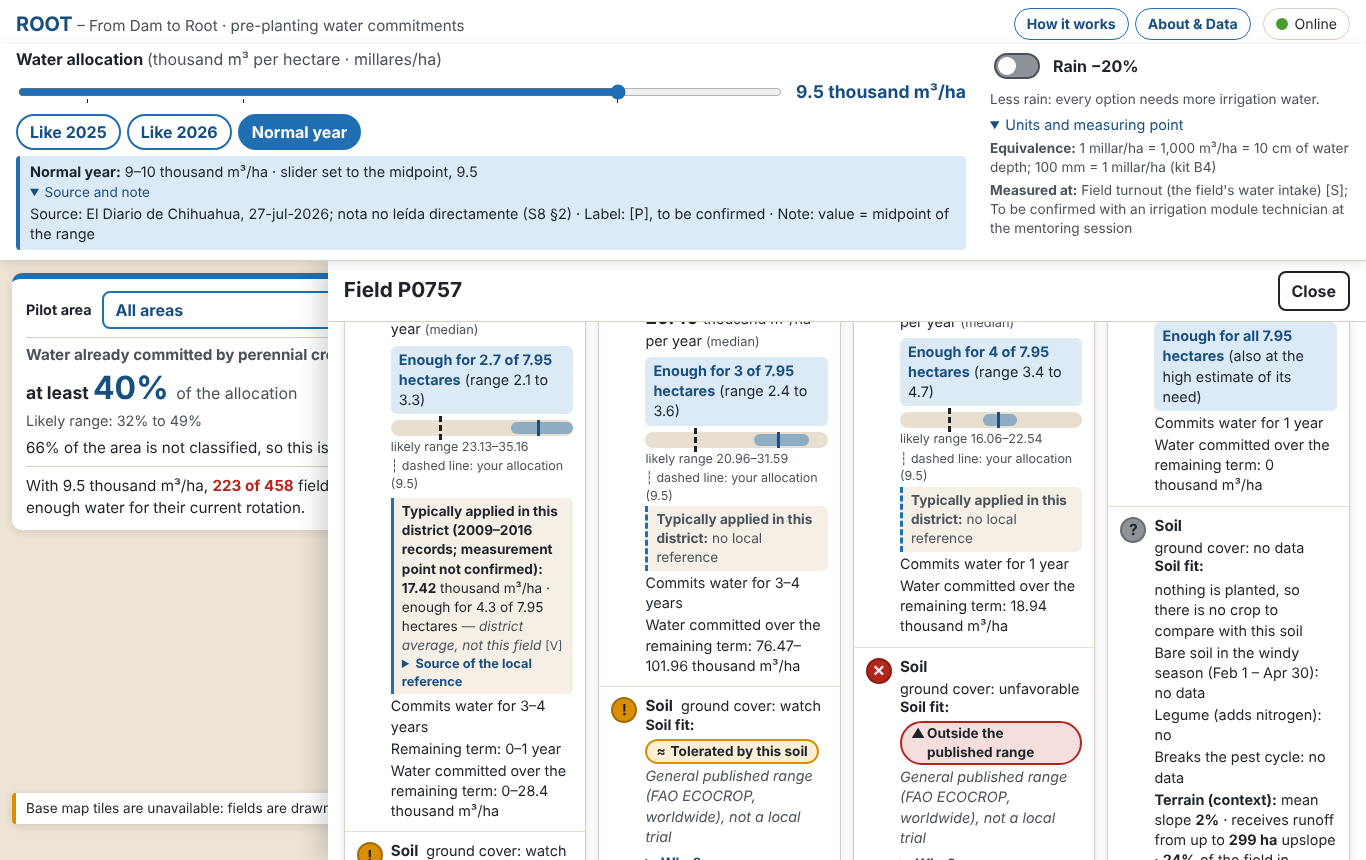 ROOT – From Dam to Root · pre-planting water commitments
How it works
About & Data
Online
Water allocation (thousand m³ per hectare · millares/ha)
9.5 thousand m³/ha
Like 2025
Like 2026
Normal year
Normal year: 9–10 thousand m³/ha · slider set to the midpoint, 9.5
▼ Source and note
Source: El Diario de Chihuahua, 27-jul-2026; nota no leída directamente (S8 §2) · Label: [P], to be confirmed · Note: value = midpoint of
the range
Rain −20%
Less rain: every option needs more irrigation water.
▼ Units and measuring point
Equivalence: 1 millar/ha = 1,000 m³/ha = 10 cm of water
depth; 100 mm = 1 millar/ha (kit B4)
Measured at: Field turnout (the field's water intake) [S];
To be confirmed with an irrigation module technician at
the mentoring session
Pilot area
All areas
Water already committed by perennial
at least 40% of the allocation
Likely range: 32% to 49%
66% of the area is not classified, so this is
With 9.5 thousand m³/ha, 223 of 458
enough water for their current rotation.
Base map tiles are unavailable: fields are
Field P0757
Close
year (median)
Enough for 2.7 of 7.95
hectares (range 2.1 to
3.3)
likely range 23.13–35.16
┆ dashed line: your allocation
(9.5)
Typically applied in this
district (2009–2016
records; measurement
point not confirmed):
17.42 thousand m³/ha ·
enough for 4.3 of 7.95
hectares — district
average, not this field [V]
▶ Source of the local
reference
Commits water for 3–4
years
Remaining term: 0–1 year
Water committed over the
remaining term: 0–28.4
thousand m³/ha
! Soil ground cover: watch
per year (median)
Enough for 3 of 7.95
hectares (range 2.4 to
3.6)
likely range 20.96–31.59
┆ dashed line: your allocation
(9.5)
Typically applied in this
district: no local
reference
Commits water for 3–4
years
Water committed over the
remaining term: 76.47–
101.96 thousand m³/ha
! Soil ground cover: watch
Soil fit:
≈ Tolerated by this soil
General published range
(FAO ECOCROP,
worldwide), not a local
trial
per year (median)
Enough for 4 of 7.95
hectares (range 3.4 to
4.7)
likely range 16.06–22.54
┆ dashed line: your allocation
(9.5)
Typically applied in this
district: no local
reference
Commits water for 1 year
Water committed over the
remaining term: 18.94
thousand m³/ha
✕ Soil
ground cover: unfavorable
Soil fit:
▲ Outside the
published range
General published range
(FAO ECOCROP,
worldwide), not a local
trial
Enough for all 7.95
hectares (also at the
high estimate of its
need)
Commits water for 1 year
Water committed over the
remaining term: 0
thousand m³/ha
? Soil
ground cover: no data
Soil fit:
nothing is planted, so
there is no crop to
compare with this soil
Bare soil in the windy
season (Feb 1 – Apr 30):
no data
Legume (adds nitrogen):
no
Breaks the pest cycle: no
data
Terrain (context): mean
slope 2% · receives runoff
from up to 299 ha upslope
· 24% of the field in